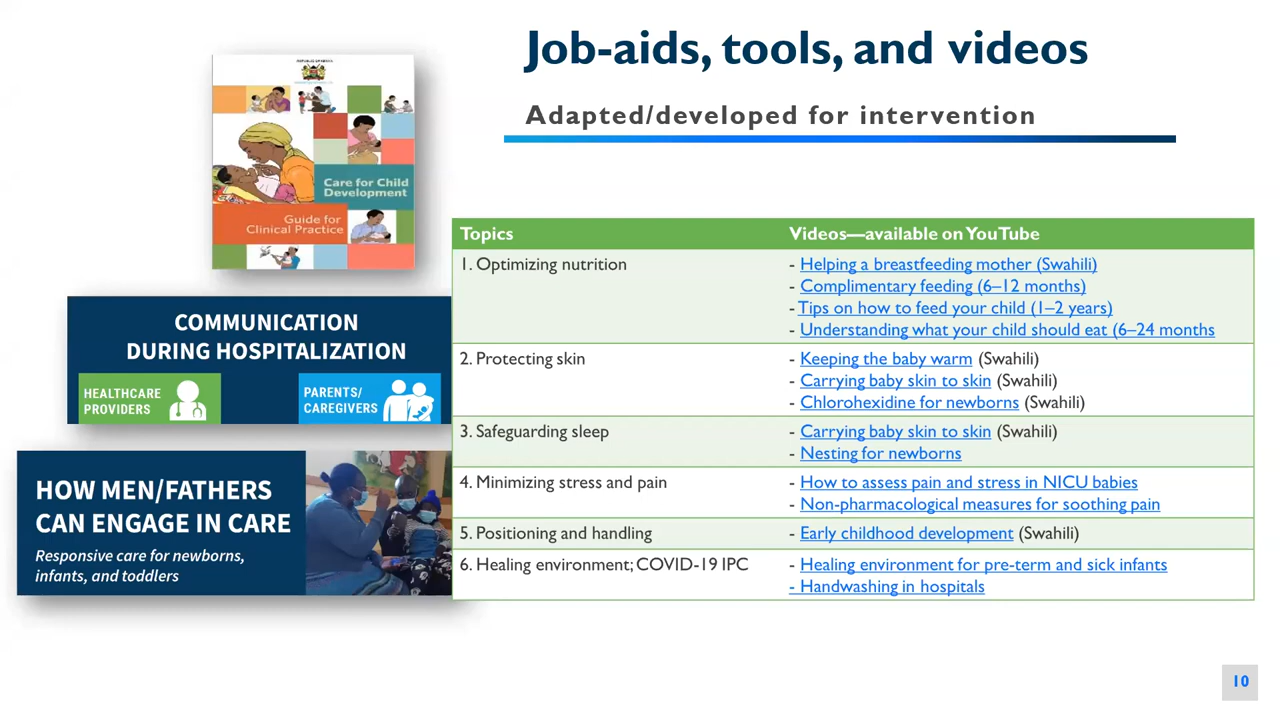 Job-aids, tools, and videos
Adapted/developed for intervention
REPUBLIC OF KENYA
Care for Child
Development
Guide for
Clinical Practice
COMMUNICATION
DURING HOSPITALIZATION
HEALTHCARE
PROVIDERS
PARENTS/
CAREGIVERS
HOW MEN/FATHERS
CAN ENGAGE IN CARE
Responsive care for newborns,
infants, and toddlers
Topics
Videos—available on YouTube
1. Optimizing nutrition
- Helping a breastfeeding mother (Swahili)
- Complimentary feeding (6–12 months)
- Tips on how to feed your child (1–2 years)
- Understanding what your child should eat (6–24 months
2. Protecting skin
- Keeping the baby warm (Swahili)
- Carrying baby skin to skin (Swahili)
- Chlorohexidine for newborns (Swahili)
3. Safeguarding sleep
- Carrying baby skin to skin (Swahili)
- Nesting for newborns
4. Minimizing stress and pain
- How to assess pain and stress in NICU babies
- Non-pharmacological measures for soothing pain
5. Positioning and handling
- Early childhood development (Swahili)
6. Healing environment; COVID-19 IPC
- Healing environment for pre-term and sick infants
- Handwashing in hospitals
10